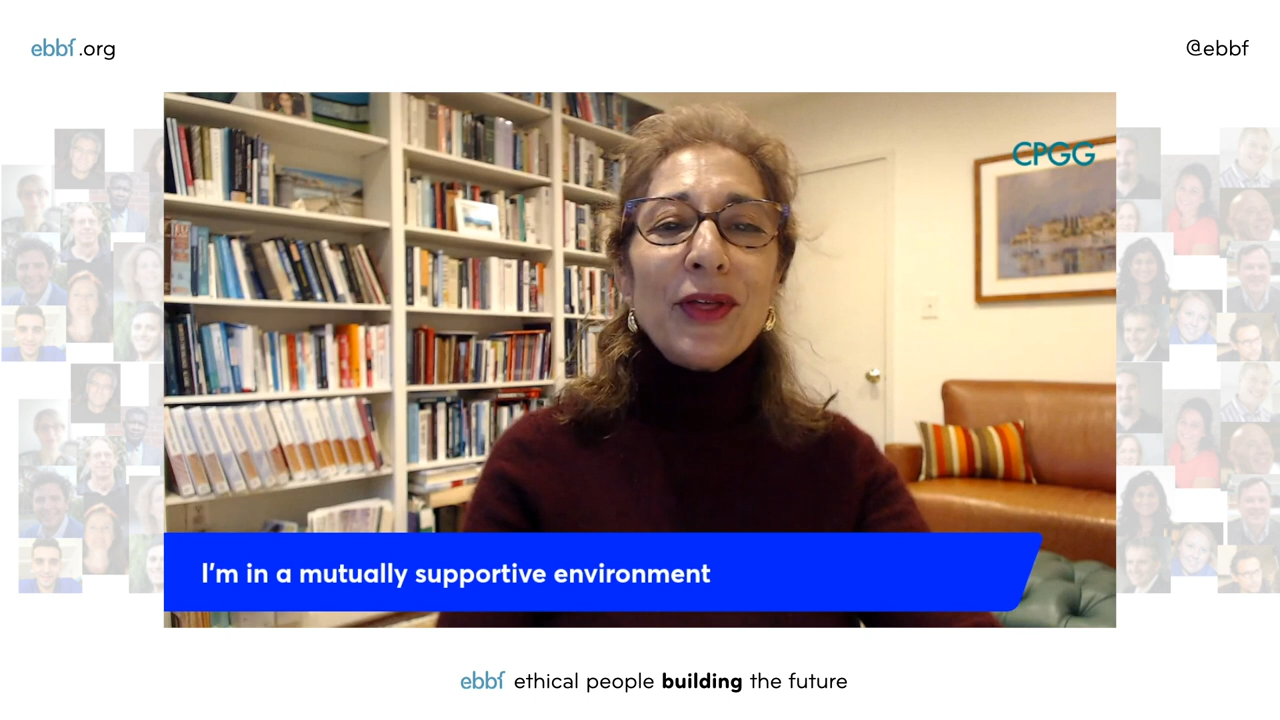 ebbf.org
@ebbf
CPGG
I'm in a mutually supportive environment
ebbf ethical people building the future